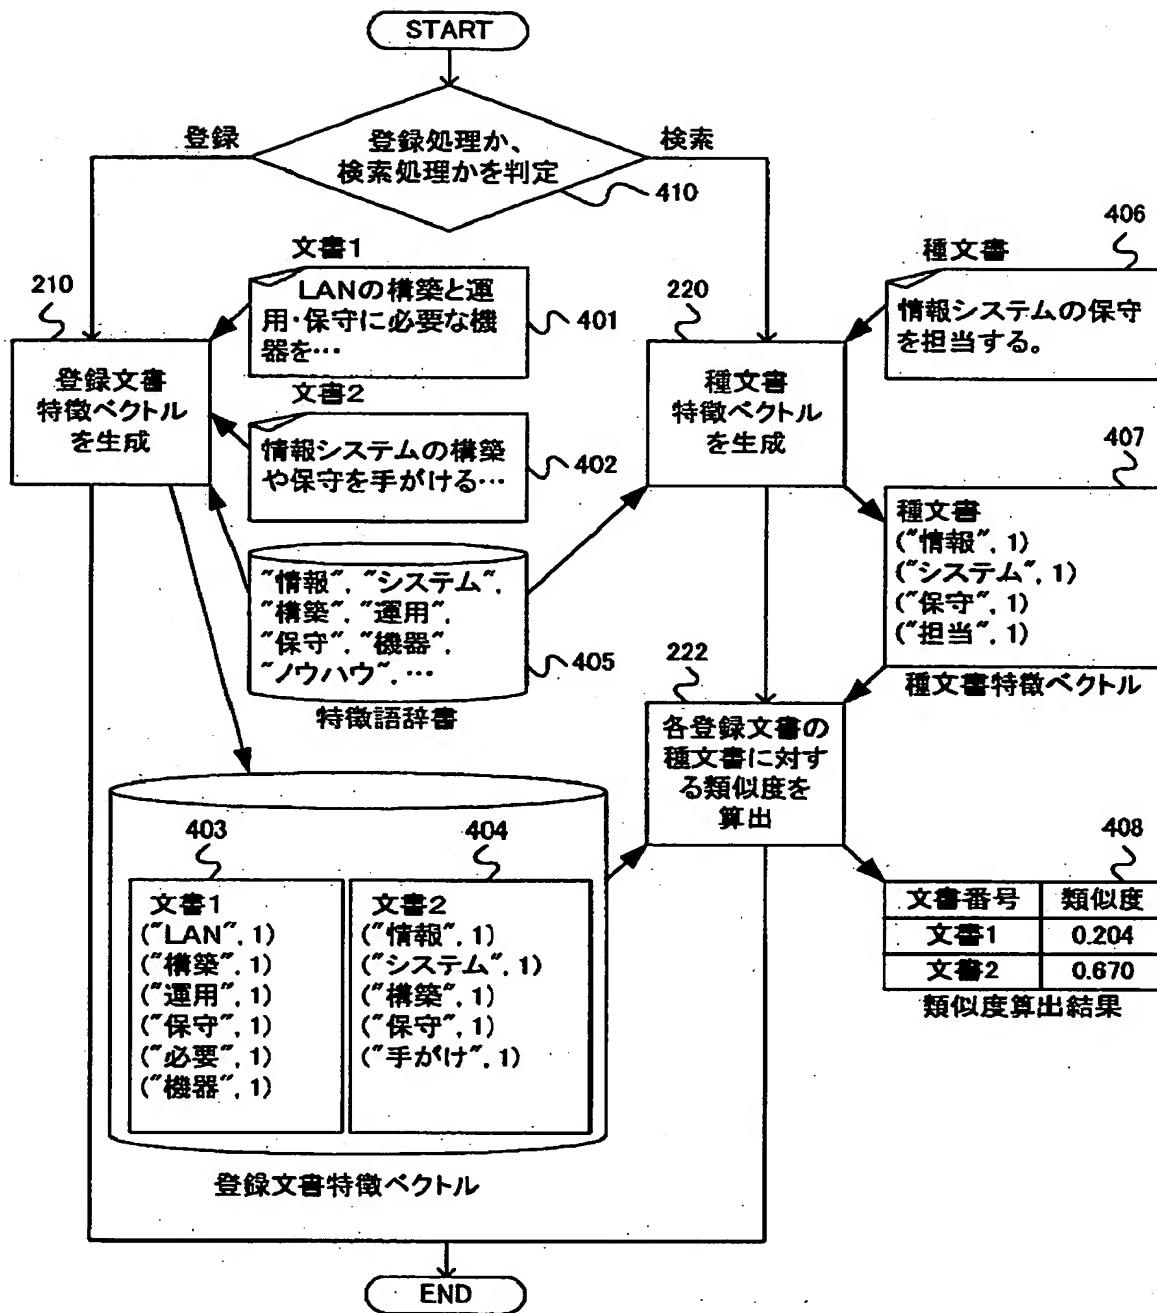 START
登録処理か、
検索処理かを判定
登録
検索
410
文書1
LANの構築と運
用・保守に必要な機
器を…
401
210
登録文書
特徴ベクトル
を生成
文書2
情報システムの構築
や保守を手がける…
402
"情報", "システム",
"構築", "運用",
"保守", "機器",
"ノウハウ", …
405
特徴語辞書
220
種文書
特徴ベクトル
を生成
406
種文書
情報システムの保守
を担当する。
407
種文書
("情報", 1)
("システム", 1)
("保守", 1)
("担当", 1)
種文書特徴ベクトル
222
各登録文書の
種文書に対す
る類似度を
算出
403
文書1
("LAN", 1)
("構築", 1)
("運用", 1)
("保守", 1)
("必要", 1)
("機器", 1)
404
文書2
("情報", 1)
("システム", 1)
("構築", 1)
("保守", 1)
("手がけ", 1)
登録文書特徴ベクトル
408
文書番号 類似度
文書1 0.204
文書2 0.670
類似度算出結果
END